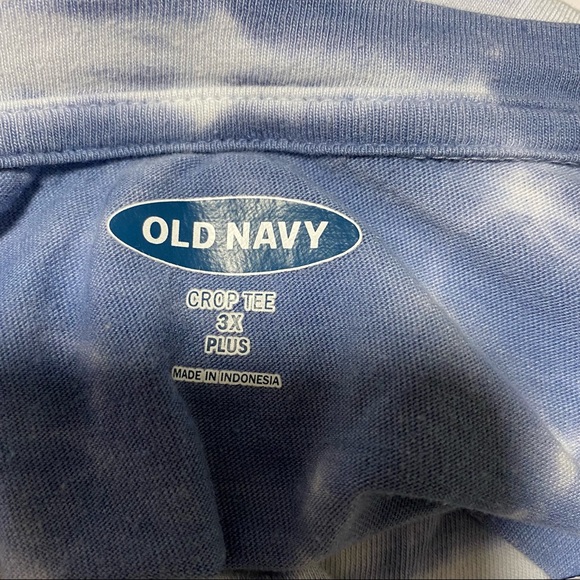 OLD NAVY
CROP TEE
3X
PLUS
MADE IN INDONESIA